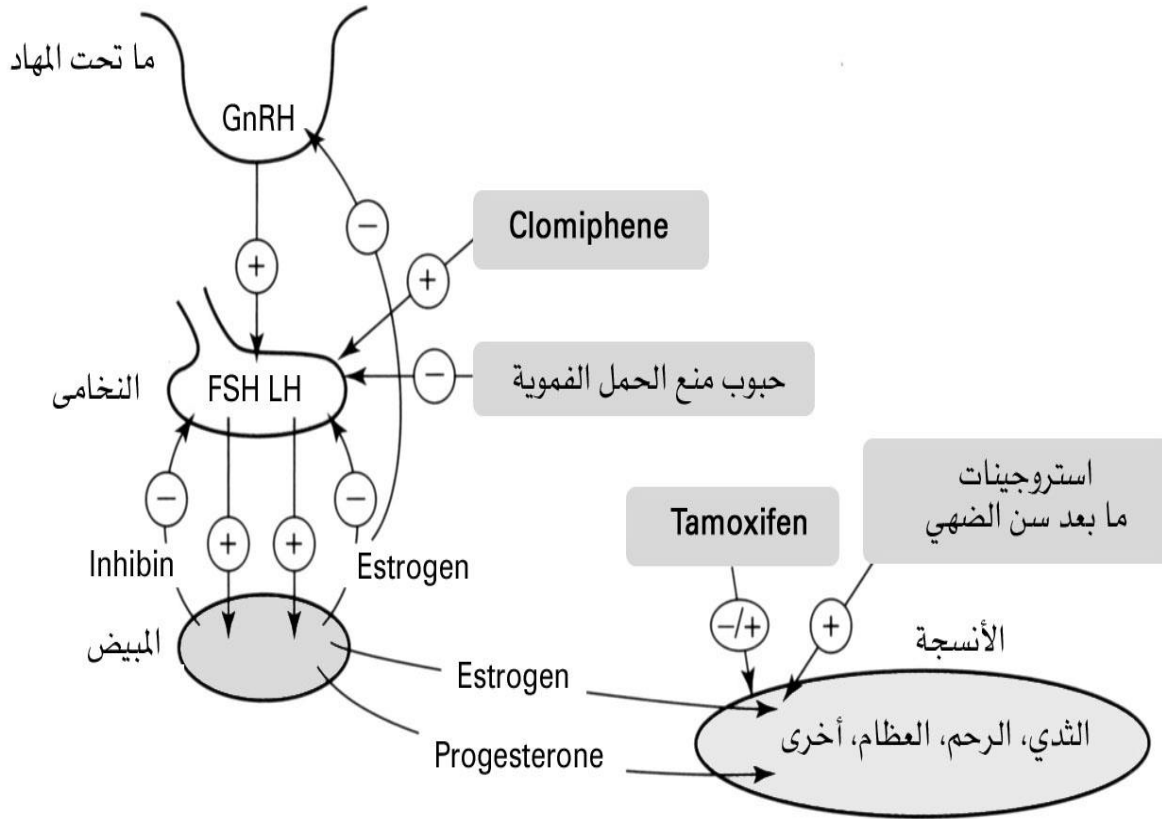 ما تحت المهاد
GnRH
−
Clomiphene
+
+
النخامى
FSH LH
−
حبوب منع الحمل الفموية
−
−
+
+
Inhibin
Estrogen
Tamoxifen
استروجينات
ما بعد سن الضهي
−/+
+
المبيض
الأنسجة
Estrogen
الثدي، الرحم، العظام، أخرى
Progesterone